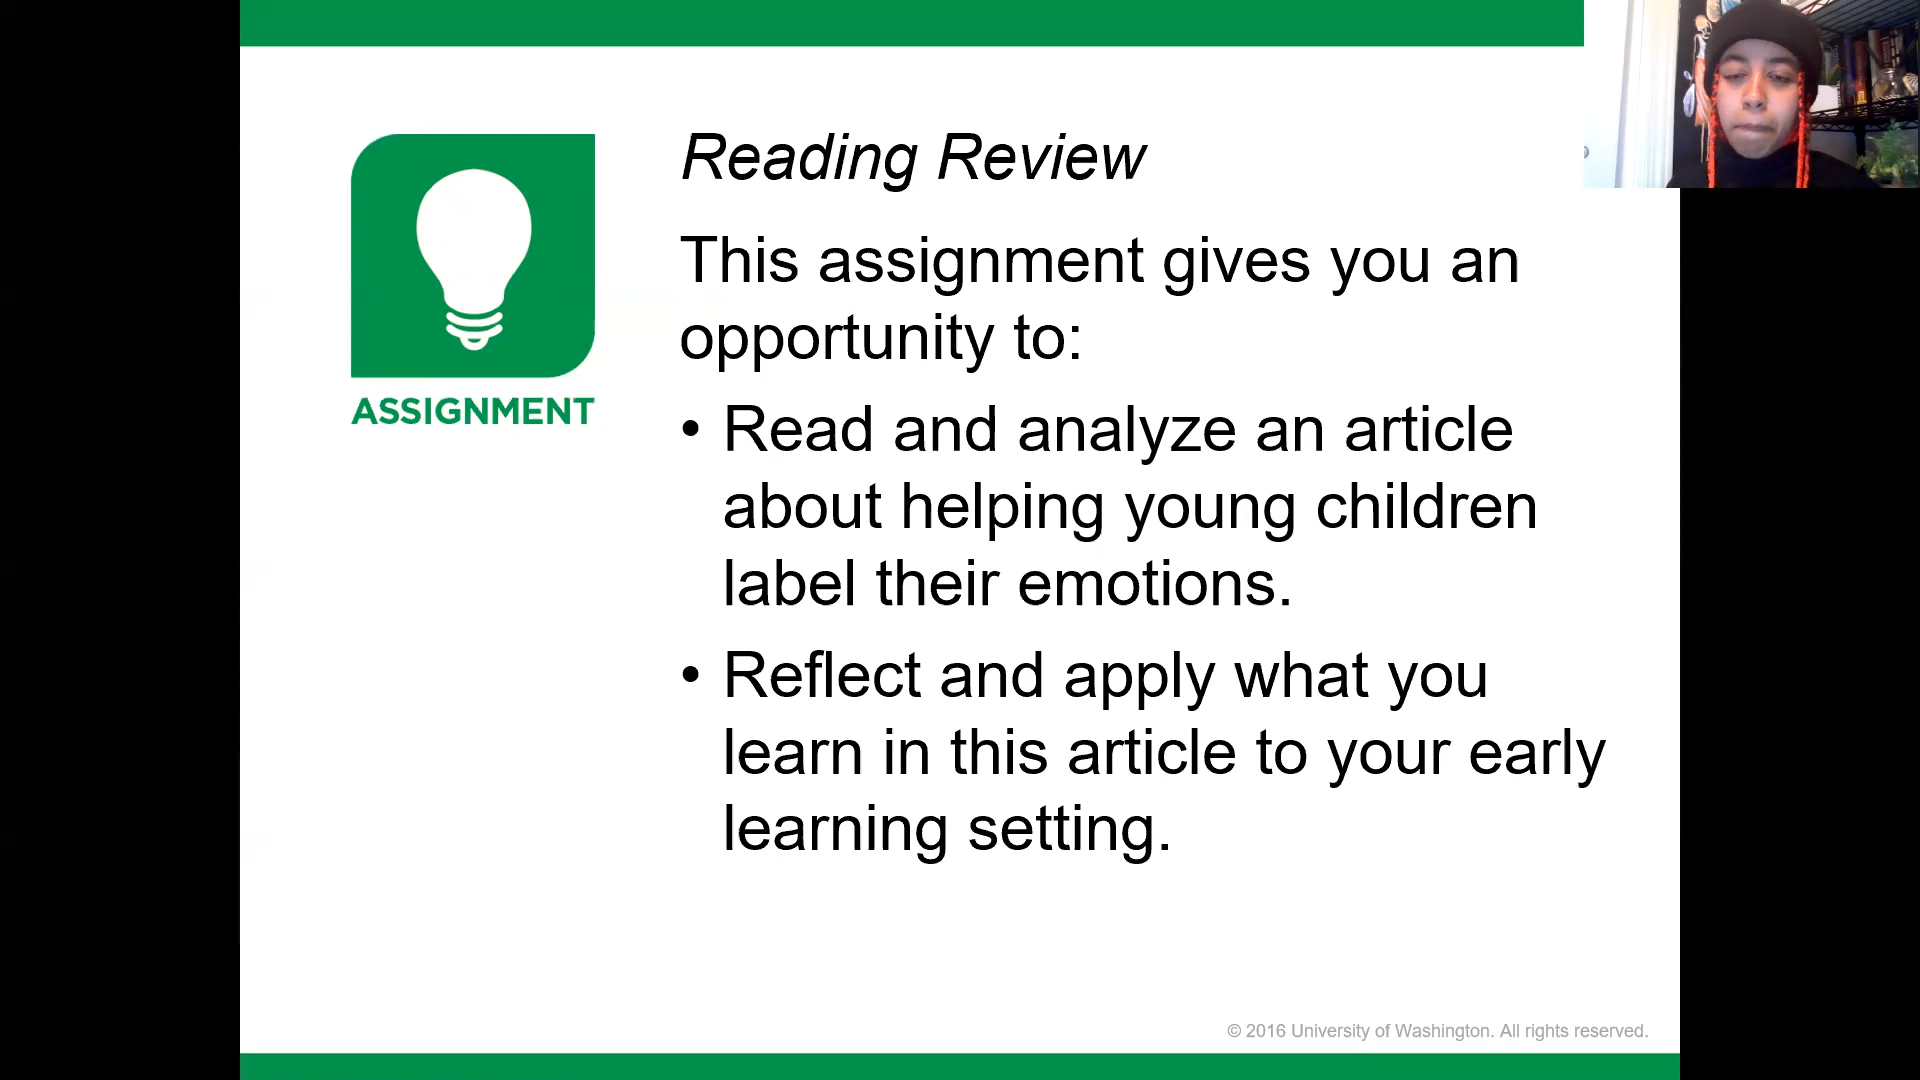 Reading Review
This assignment gives you an
opportunity to:
• Read and analyze an article
about helping young children
label their emotions.
• Reflect and apply what you
learn in this article to your early
learning setting.
ASSIGNMENT
© 2016 University of Washington. All rights reserved.